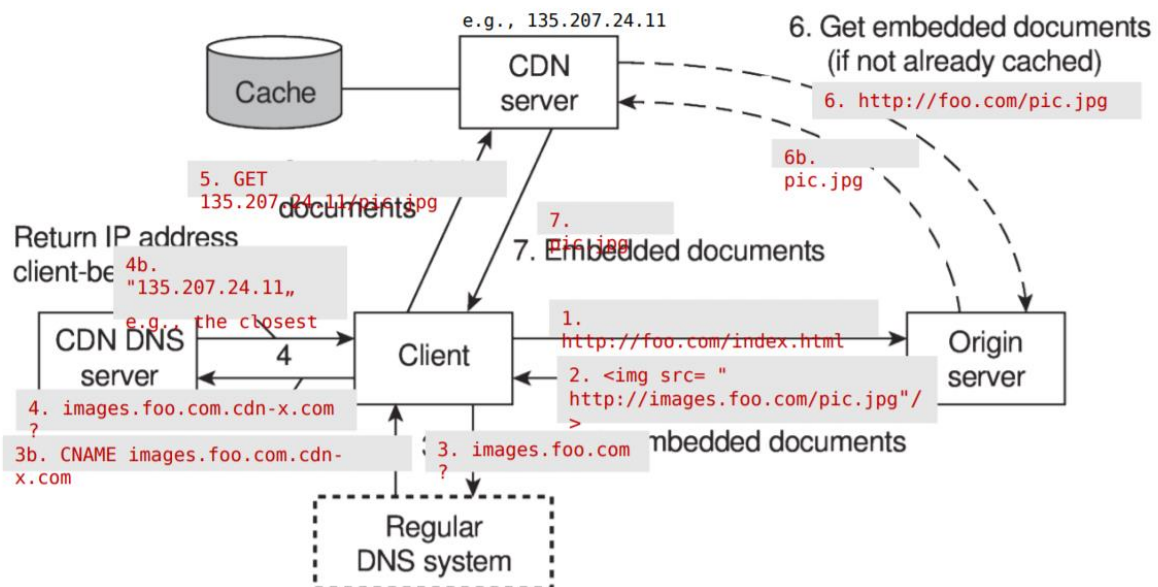 e.g., 135.207.24.11
6. Get embedded documents
(if not already cached)
CDN
server
Cache
6. http://foo.com/pic.jpg
6b.
pic.jpg
5. GET
135.207.24.11/pic.jpg
documents
7.
pic.jpg
7. Embedded documents
Return IP address
client-be
4b.
"135.207.24.11„
e.g., the closest
1.
http://foo.com/index.html
CDN DNS
server
4
Client
Origin
server
2. <img src= "
http://images.foo.com/pic.jpg"/
>
4. images.foo.com.cdn-x.com
?
3b. CNAME images.foo.com.cdn-
x.com
3. images.foo.com
?
mbedded documents
Regular
DNS system